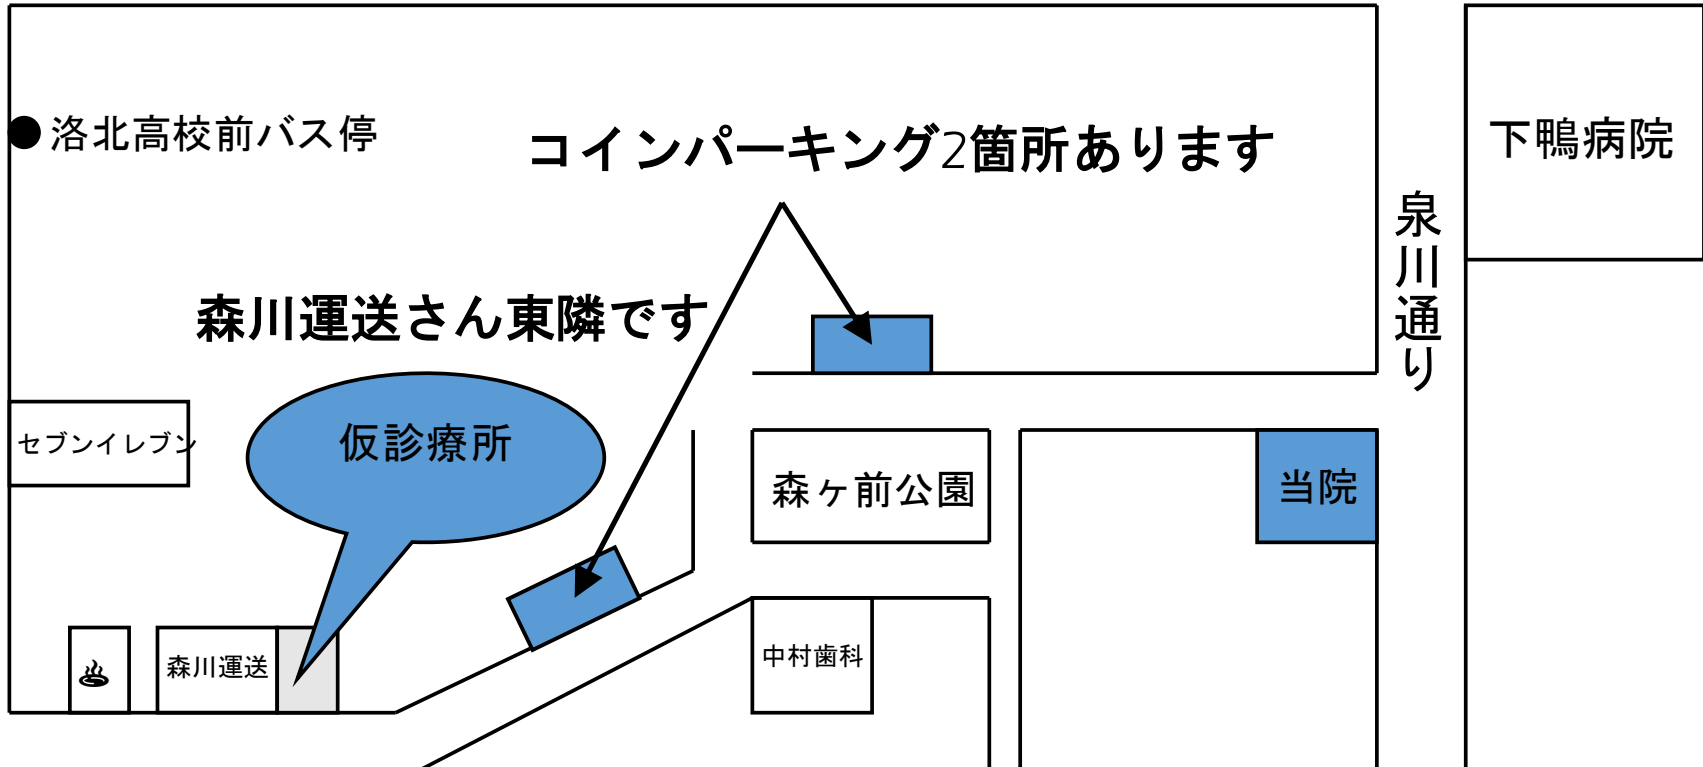 ●洛北高校前バス停
コインパーキング2箇所あります
下鴨病院
泉川通り
森川運送さん東隣です
セブンイレブン
仮診療所
森ヶ前公園
当院
♨
森川運送
中村歯科